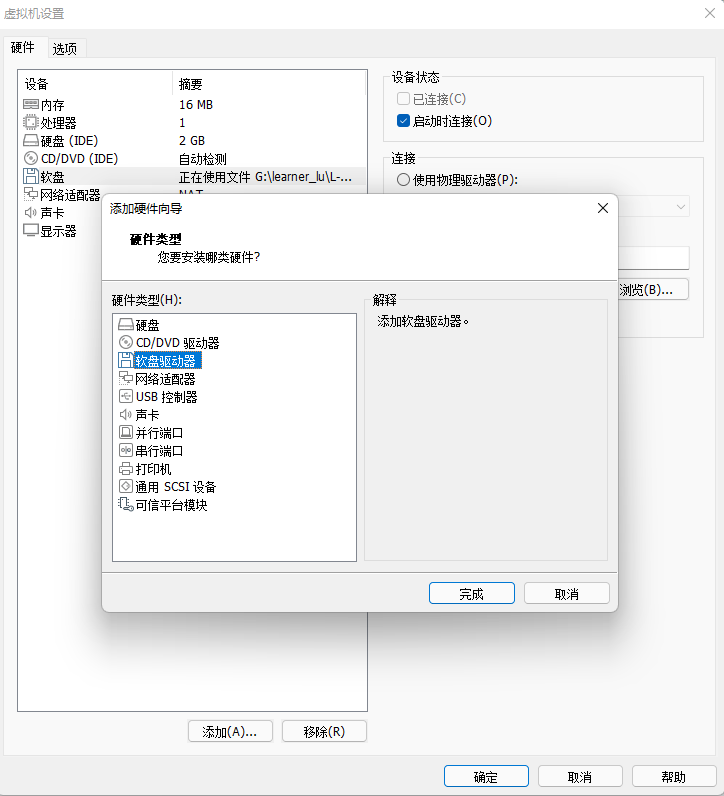 虚拟机设置
硬件 选项
设备 摘要
内存 16 MB
处理器 1
硬盘 (IDE) 2 GB
CD/DVD (IDE) 自动检测
软盘 正在使用文件 G:\learner_lu\L-...
网络适配器 NAT
声卡
显示器
设备状态
已连接(C)
启动时连接(O)
连接
使用物理驱动器(P):
浏览(B)...
添加硬件向导
硬件类型
您要安装哪类硬件?
硬件类型(H):
硬盘
CD/DVD 驱动器
软盘驱动器
网络适配器
USB 控制器
声卡
并行端口
串行端口
打印机
通用 SCSI 设备
可信平台模块
解释
添加软盘驱动器。
完成 取消
添加(A)... 移除(R)
确定 取消 帮助